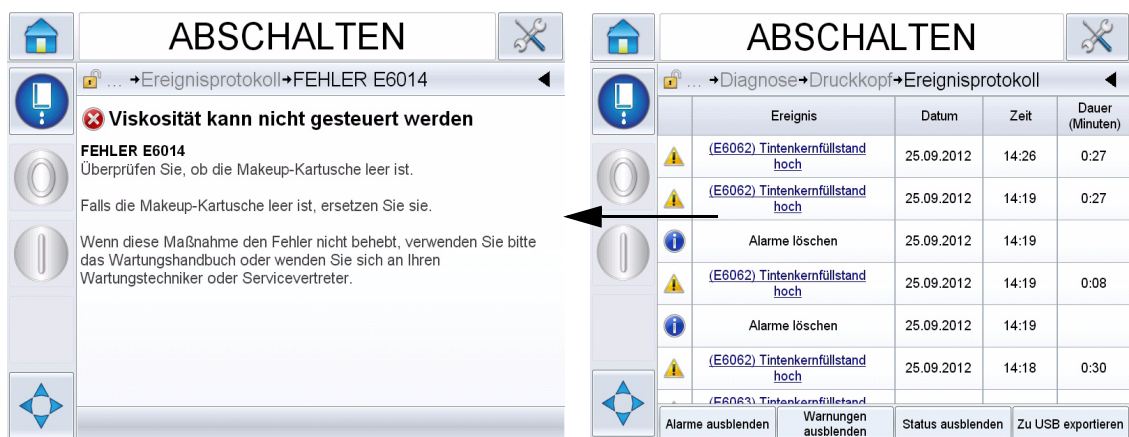 ABSCHALTEN
... →Ereignisprotokoll→FEHLER E6014
Viskosität kann nicht gesteuert werden
FEHLER E6014
Überprüfen Sie, ob die Makeup-Kartusche leer ist.
Falls die Makeup-Kartusche leer ist, ersetzen Sie sie.
Wenn diese Maßnahme den Fehler nicht behebt, verwenden Sie bitte
das Wartungshandbuch oder wenden Sie sich an Ihren
Wartungstechniker oder Servicevertreter.
ABSCHALTEN
... →Diagnose→Druckkopf→Ereignisprotokoll
Ereignis Datum Zeit Dauer
(Minuten)
(E6062) Tintenkernfüllstand
hoch 25.09.2012 14:26 0:27
(E6062) Tintenkernfüllstand
hoch 25.09.2012 14:19 0:27
Alarme löschen 25.09.2012 14:19
(E6062) Tintenkernfüllstand
hoch 25.09.2012 14:19 0:08
Alarme löschen 25.09.2012 14:19
(E6062) Tintenkernfüllstand
hoch 25.09.2012 14:18 0:30
(E6063) Tintenkernfüllstand
Alarme ausblenden
Warnungen
ausblenden
Status ausblenden
Zu USB exportieren